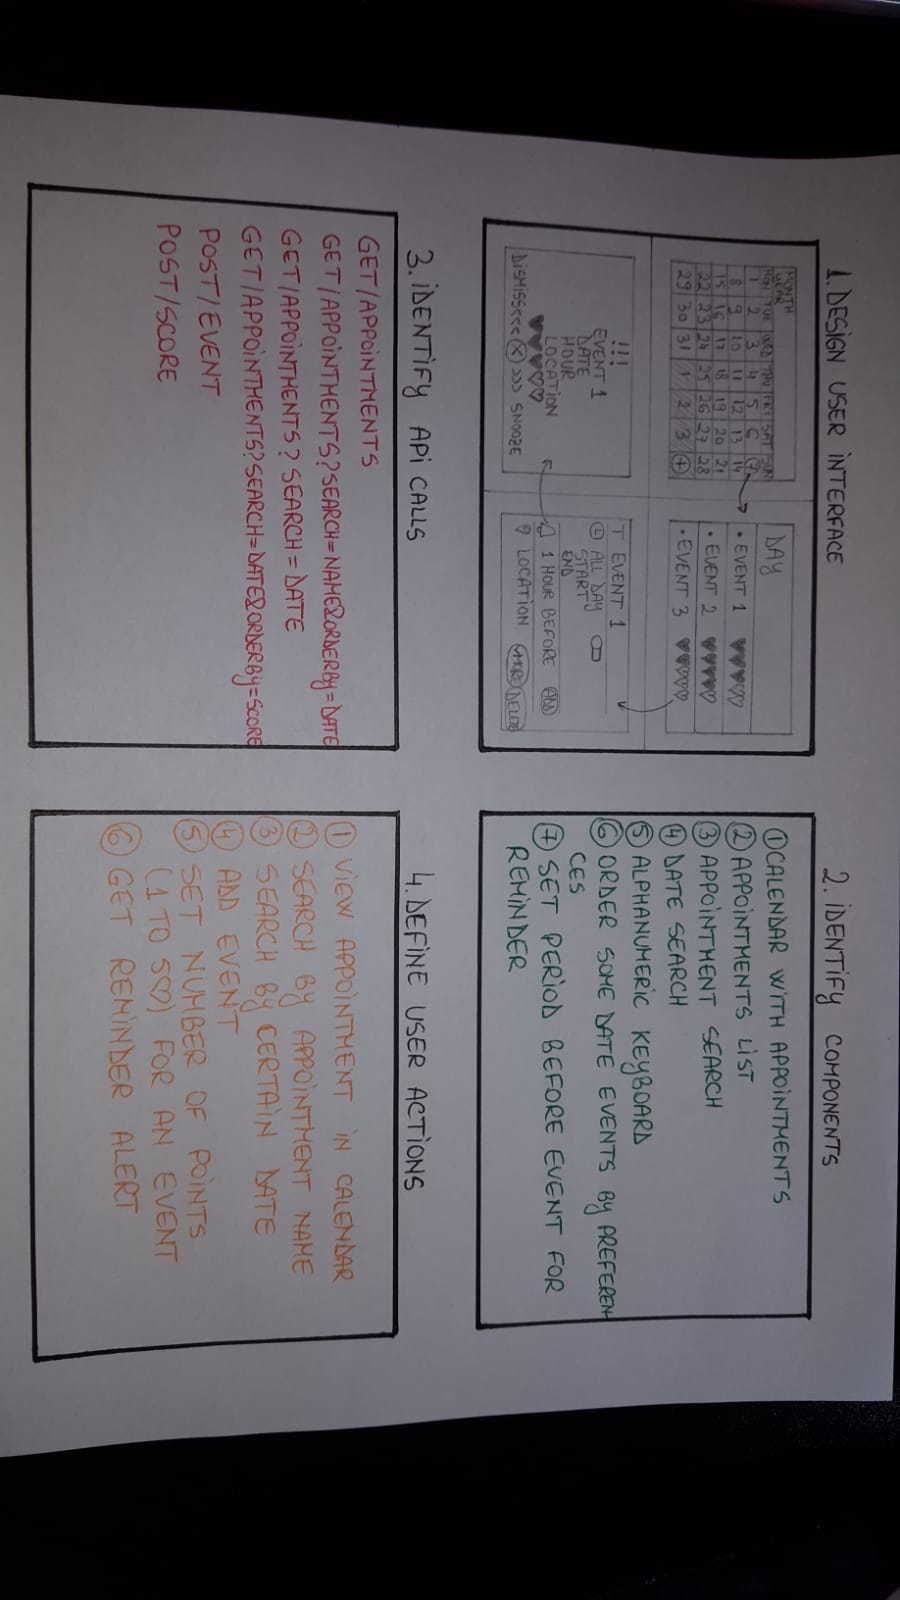 1. DESIGN USER INTERFACE
MONTH
YEAR
MON TUE WED THU FRI SAT SUN
1 2 3 4 5 6 7
8 9 10 11 12 13 14
15 16 17 18 19 20 21
22 23 24 25 26 27 28
29 30 31 1 2 3 +
DAY
• EVENT 1 ♥♥♥♡♡
• EVENT 2 ♥♥♥♥♡
• EVENT 3 ♥♥♡♡♡
!!!
EVENT 1
DATE
HOUR
LOCATION
♥♥♥♡♡
DISMISS <<< X >>> SNOOZE
T EVENT 1
ALL DAY
START
END
1 HOUR BEFORE ADD
LOCATION MORE DELETE
2. IDENTIFY COMPONENTS
① CALENDAR WITH APPOINTMENTS
② APPOINTMENTS LIST
③ APPOINTMENT SEARCH
④ DATE SEARCH
⑤ ALPHANUMERIC KEYBOARD
⑥ ORDER SOME DATE EVENTS BY PREFEREN-
CES
⑦ SET PERIOD BEFORE EVENT FOR
REMINDER
3. IDENTIFY API CALLS
GET/APPOINTMENTS
GET/APPOINTMENTS?SEARCH=NAME&ORDERBY=DATE
GET/APPOINTMENTS?SEARCH=DATE
GET/APPOINTMENTS?SEARCH=DATE&ORDERBY=SCORE
POST/EVENT
POST/SCORE
4. DEFINE USER ACTIONS
① VIEW APPOINTMENT IN CALENDAR
② SEARCH BY APPOINTMENT NAME
③ SEARCH BY CERTAIN DATE
④ ADD EVENT
⑤ SET NUMBER OF POINTS
(1 TO 5♡) FOR AN EVENT
⑥ GET REMINDER ALERT